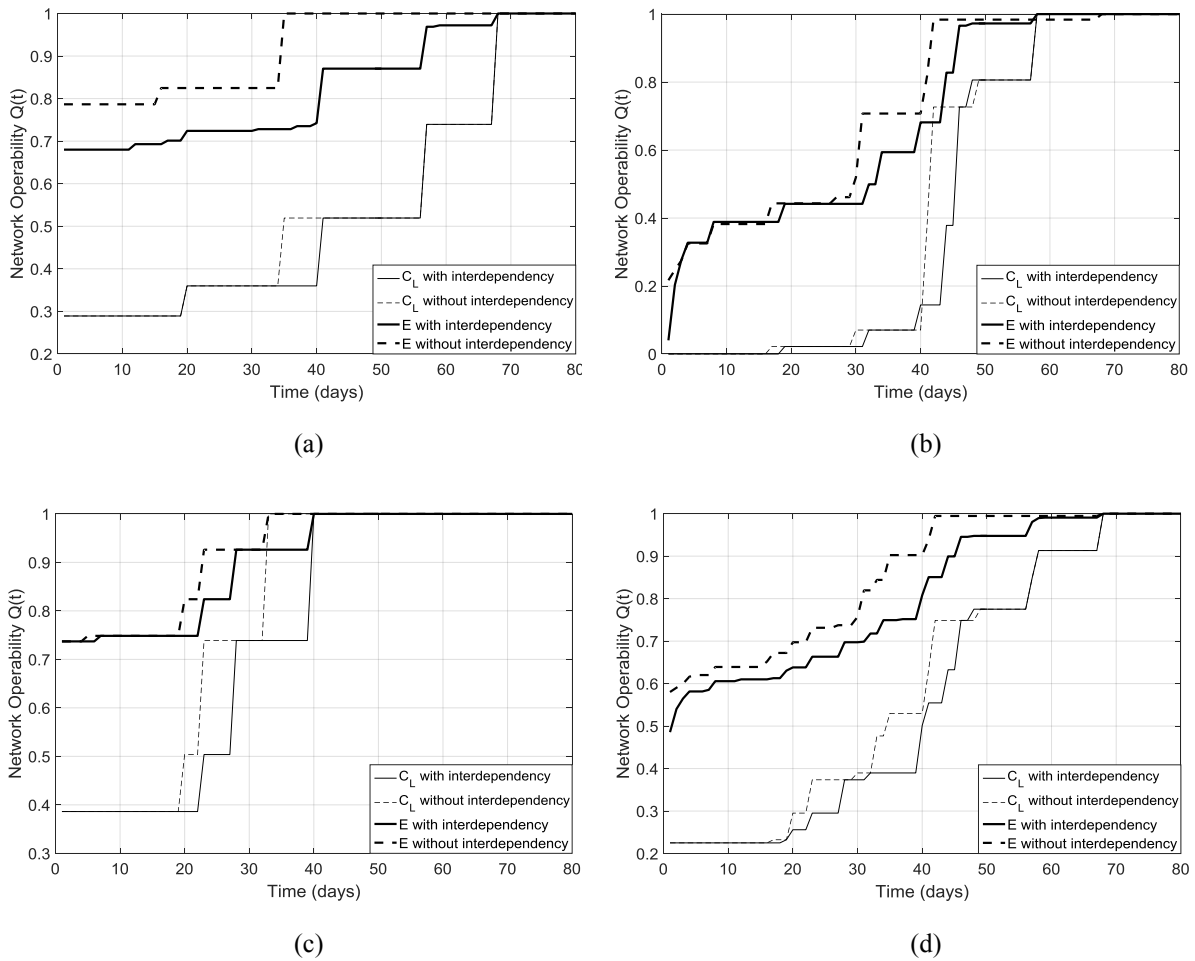 1
0.9
0.8
0.7
0.6
0.5
0.4
0.3
0.2
0 10 20 30 40 50 60 70 80
Network Operability Q(t)
Time (days)
C_L with interdependency
C_L without interdependency
E with interdependency
E without interdependency
(a)
1
0.8
0.6
0.4
0.2
0
0 10 20 30 40 50 60 70 80
Network Operability Q(t)
Time (days)
C_L with interdependency
C_L without interdependency
E with interdependency
E without interdependency
(b)
1
0.9
0.8
0.7
0.6
0.5
0.4
0.3
0 10 20 30 40 50 60 70 80
Network Operability Q(t)
Time (days)
C_L with interdependency
C_L without interdependency
E with interdependency
E without interdependency
(c)
1
0.9
0.8
0.7
0.6
0.5
0.4
0.3
0.2
0 10 20 30 40 50 60 70 80
Network Operability Q(t)
Time (days)
C_L with interdependency
C_L without interdependency
E with interdependency
E without interdependency
(d)